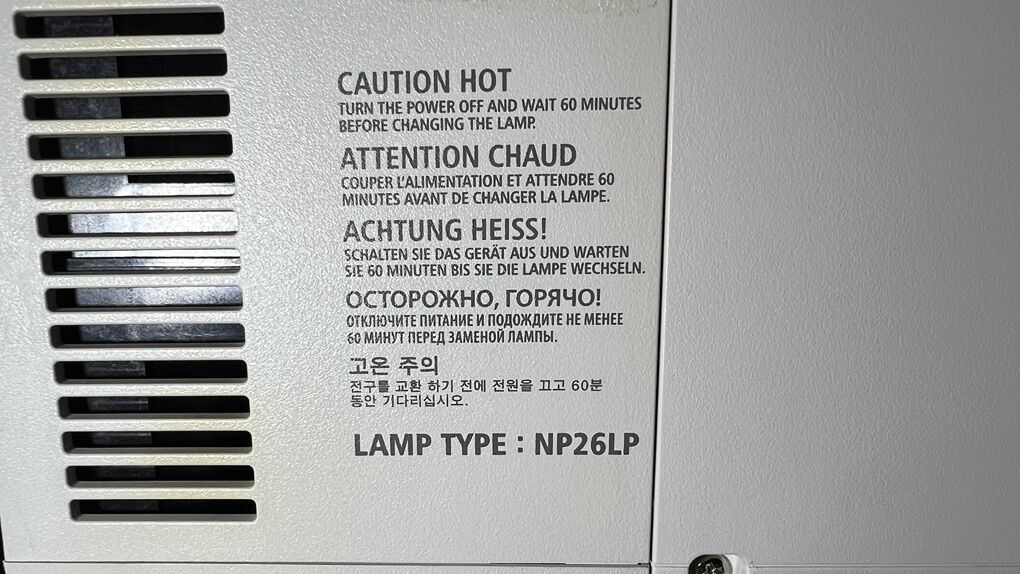 CAUTION HOT
TURN THE POWER OFF AND WAIT 60 MINUTES
BEFORE CHANGING THE LAMP.
ATTENTION CHAUD
COUPER L'ALIMENTATION ET ATTENDRE 60
MINUTES AVANT DE CHANGER LA LAMPE.
ACHTUNG HEISS!
SCHALTEN SIE DAS GERÄT AUS UND WARTEN
SIE 60 MINUTEN BIS SIE DIE LAMPE WECHSELN.
ОСТОРОЖНО, ГОРЯЧО!
ОТКЛЮЧИТЕ ПИТАНИЕ И ПОДОЖДИТЕ НЕ МЕНЕЕ
60 МИНУТ ПЕРЕД ЗАМЕНОЙ ЛАМПЫ.
고온 주의
전구를 교환 하기 전에 전원을 끄고 60분
동안 기다리십시오.
LAMP TYPE : NP26LP